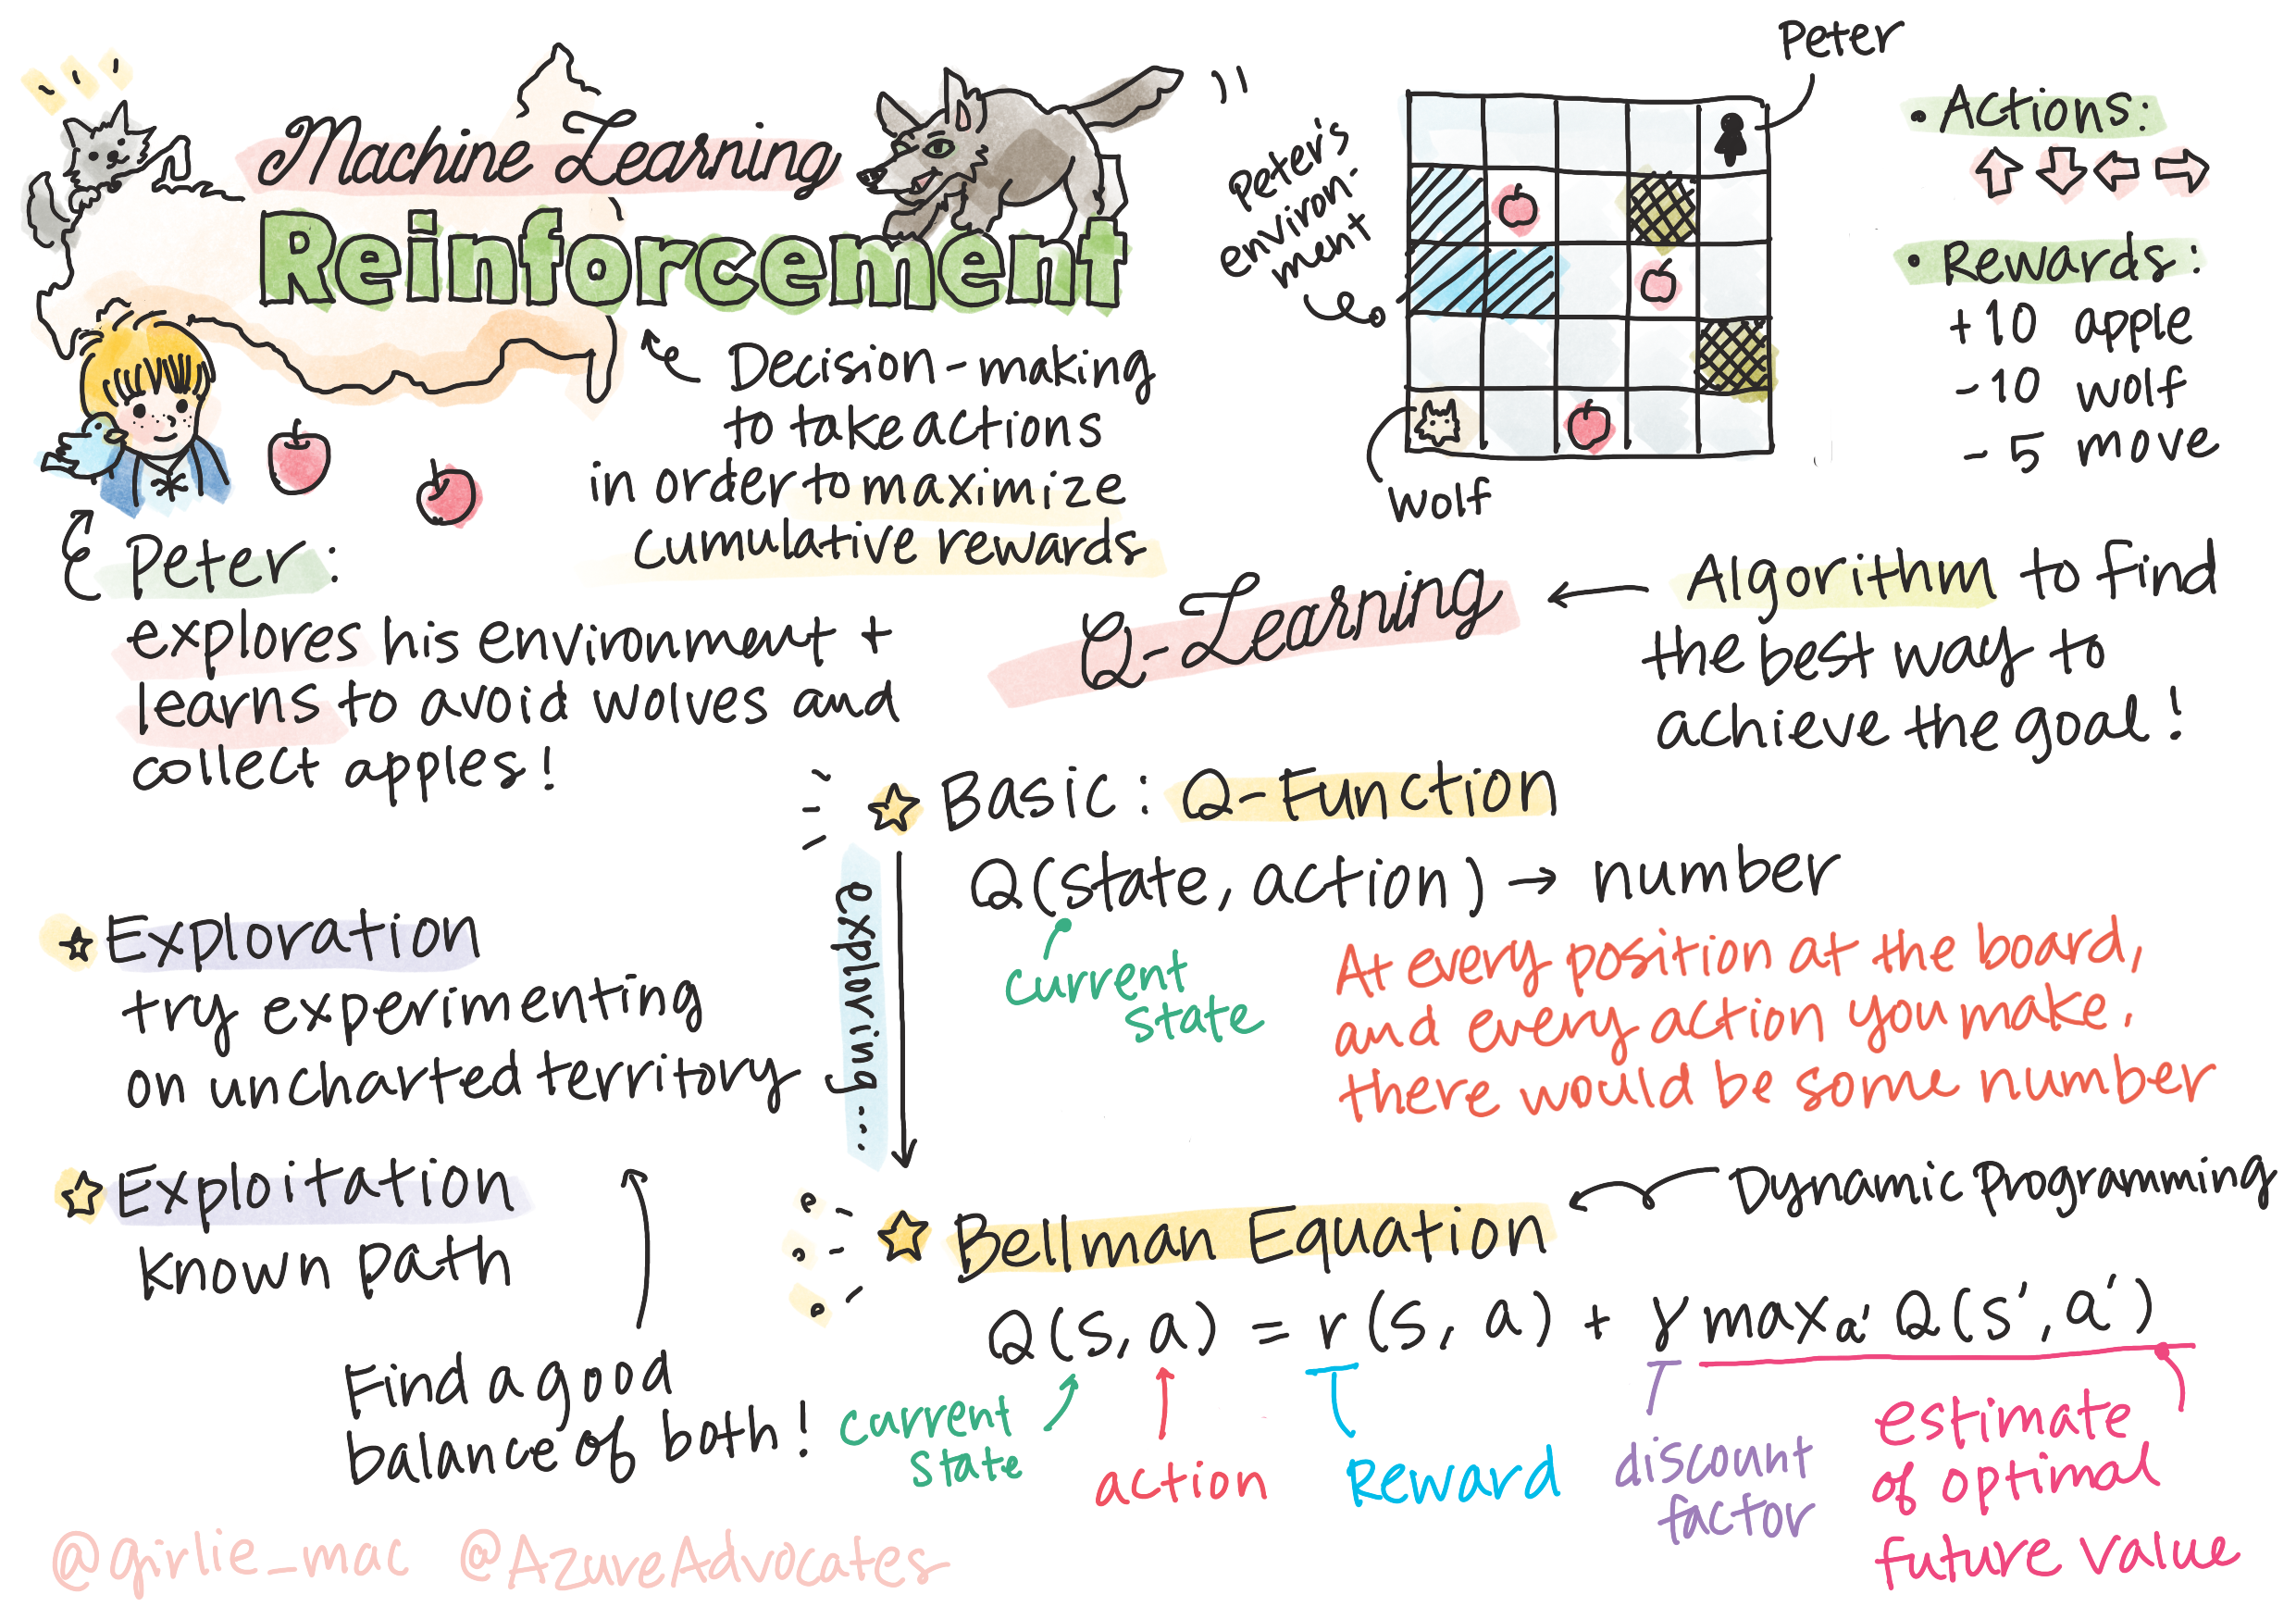 Machine Learning
Reinforcement
Decision-making
to take actions
in order to maximize
cumulative rewards
Peter:
explores his environment +
learns to avoid wolves and
collect apples!
Peter
Peter's
environ-
ment
Wolf
• Actions:
↑ ↓ ← →
• Rewards:
+10 apple
-10 wolf
- 5 move
Q-Learning
← Algorithm to find
the best way to
achieve the goal!
☆ Basic: Q-Function
Q(state, action) → number
current
state
At every position at the board,
and every action you make.
there would be some number
exploring...
☆ Exploration
try experimenting
on uncharted territory
☆ Exploitation
known path
Find a good
balance of both!
☆ Bellman Equation
Dynamic Programming
Q(s, a) = r(s, a) + γ maxₐ' Q(s', a')
current
state
action
Reward
discount
factor
estimate
of optimal
future value
@girlie_mac @AzureAdvocates